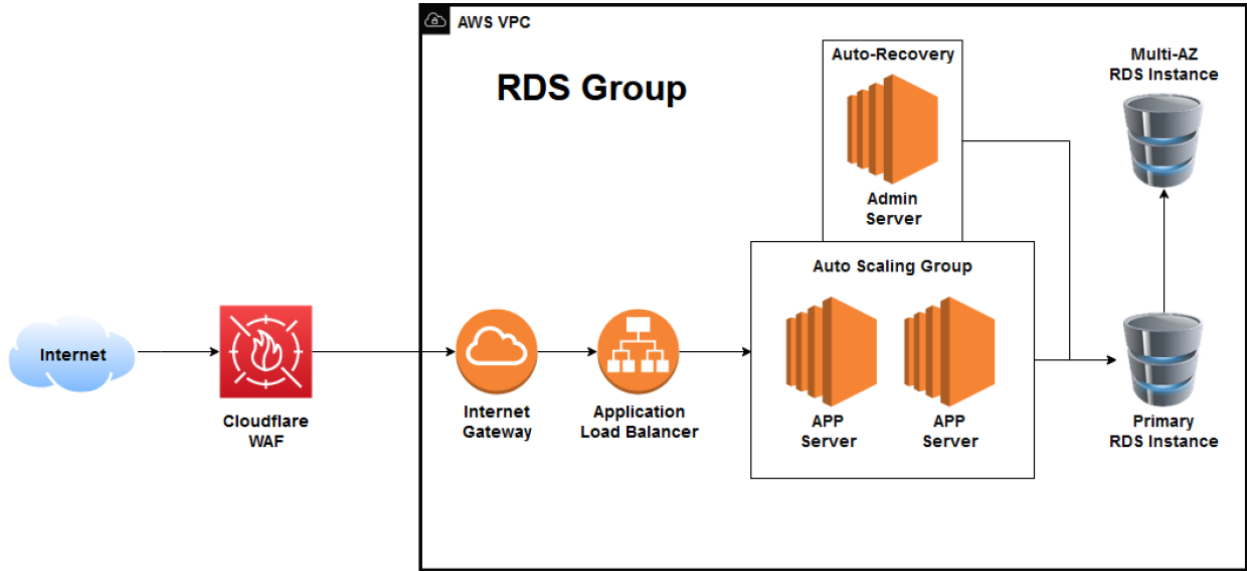 AWS VPC
RDS Group
Auto-Recovery
Admin
Server
Multi-AZ
RDS Instance
Auto Scaling Group
Internet
Cloudflare
WAF
Internet
Gateway
Application
Load Balancer
APP
Server
APP
Server
Primary
RDS Instance